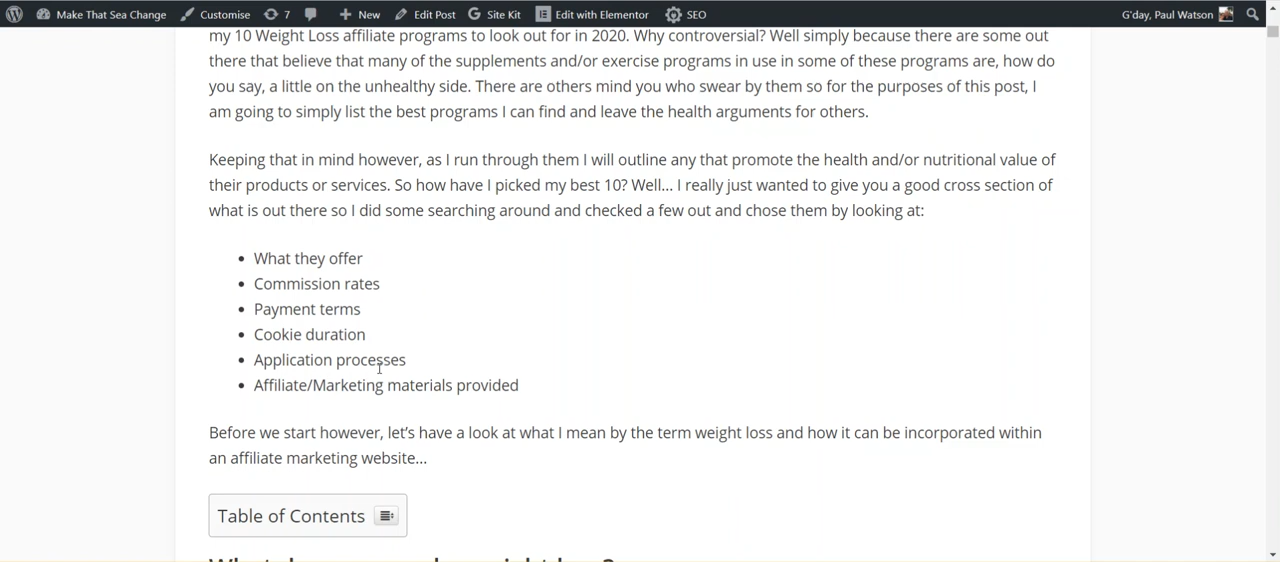 Make That Sea Change Customise 7 New Edit Post Site Kit Edit with Elementor SEO G'day, Paul Watson
my 10 Weight Loss affiliate programs to look out for in 2020. Why controversial? Well simply because there are some out
there that believe that many of the supplements and/or exercise programs in use in some of these programs are, how do
you say, a little on the unhealthy side. There are others mind you who swear by them so for the purposes of this post, I
am going to simply list the best programs I can find and leave the health arguments for others.
Keeping that in mind however, as I run through them I will outline any that promote the health and/or nutritional value of
their products or services. So how have I picked my best 10? Well... I really just wanted to give you a good cross section of
what is out there so I did some searching around and checked a few out and chose them by looking at:
• What they offer
• Commission rates
• Payment terms
• Cookie duration
• Application processes
• Affiliate/Marketing materials provided
Before we start however, let's have a look at what I mean by the term weight loss and how it can be incorporated within
an affiliate marketing website...
Table of Contents